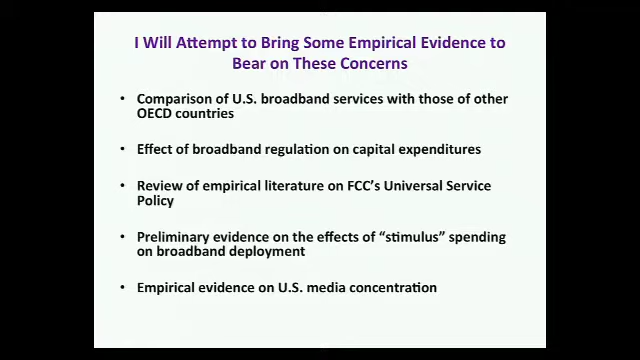 I Will Attempt to Bring Some Empirical Evidence to
Bear on These Concerns
• Comparison of U.S. broadband services with those of other
OECD countries
• Effect of broadband regulation on capital expenditures
• Review of empirical literature on FCC's Universal Service
Policy
• Preliminary evidence on the effects of “stimulus” spending
on broadband deployment
• Empirical evidence on U.S. media concentration